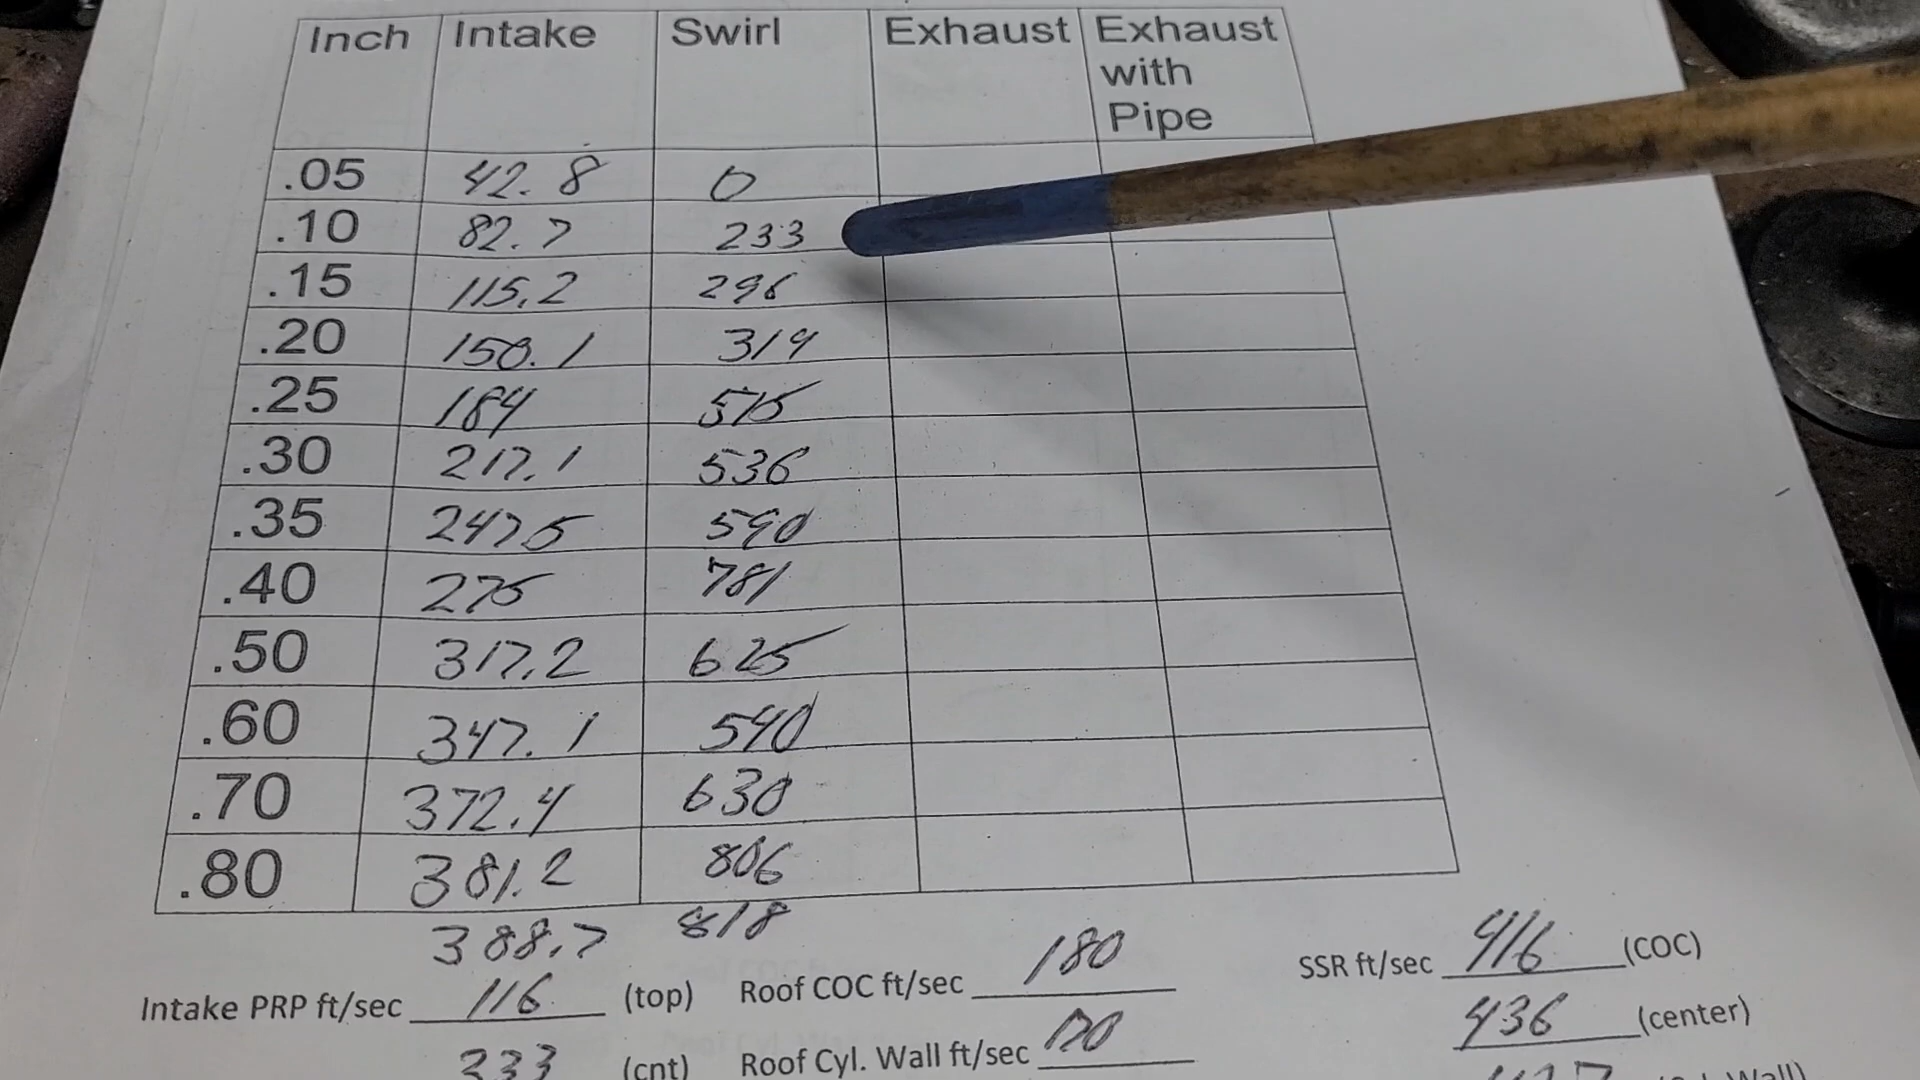 Inch Intake Swirl Exhaust Exhaust with Pipe
.05 42.8 0
.10 82.7 233
.15 115.2 296
.20 150.1 319
.25 184 515
.30 217.1 536
.35 247.5 590
.40 275 781
.50 317.2 625
.60 347.1 540
.70 372.4 630
.80 381.2 806
388.7 818
Intake PRP ft/sec 116 (top) Roof COC ft/sec 180 SSR ft/sec 416 (COC)
436 (center)
333 (cnt) Roof Cyl. Wall ft/sec 170
Wall)